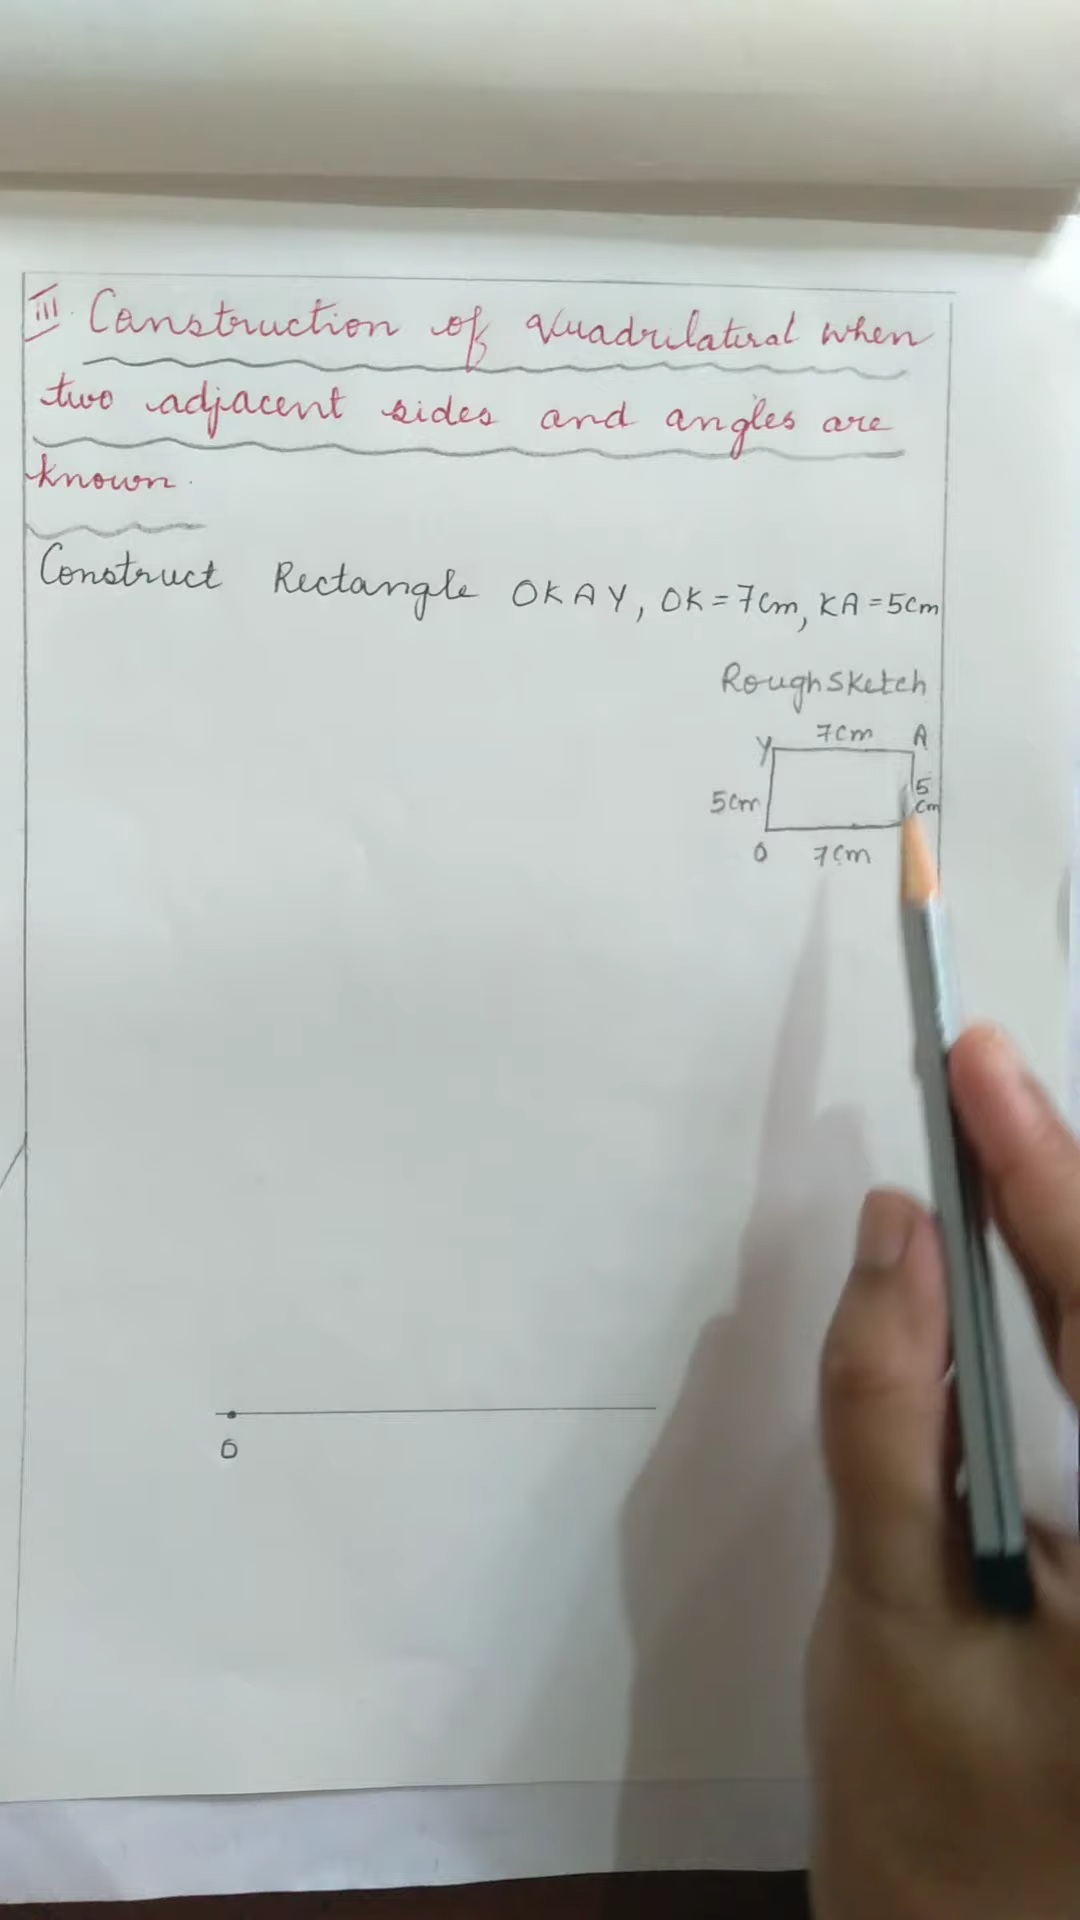 III. Construction of Quadrilateral when
two adjacent sides and angles are
known.
Construct Rectangle OKAY, OK = 7cm, KA = 5cm
Rough Sketch
Y 7cm A
5cm 5 cm
O 7cm
O